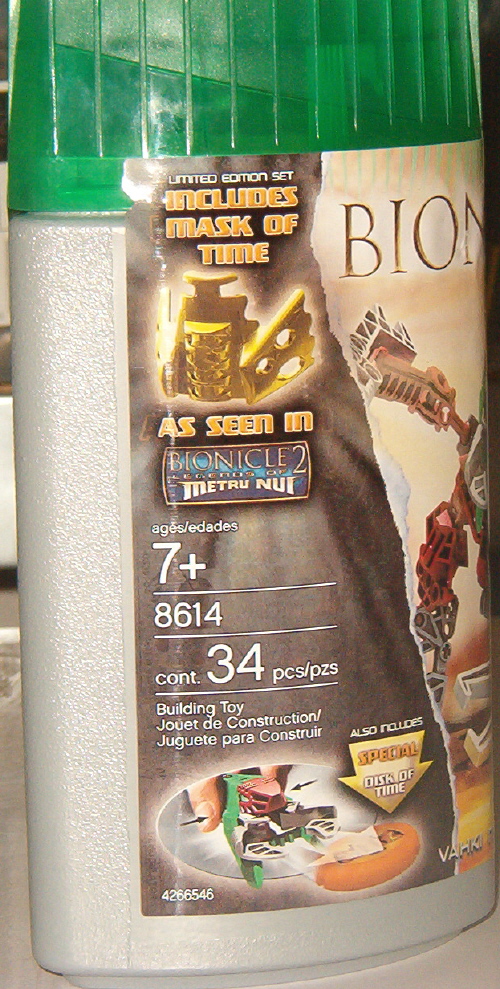 LIMITED EDITION SET
INCLUDES
MASK OF
TIME
BION
AS SEEN IN
BIONICLE 2
LEGENDS OF
METRU NUI
ages/edades
7+
8614
cont. 34 pcs/pzs
Building Toy
Jouet de Construction/
Juguete para Construir
ALSO INCLUDES
SPECIAL
DISK OF
TIME
VAHKI
4266546